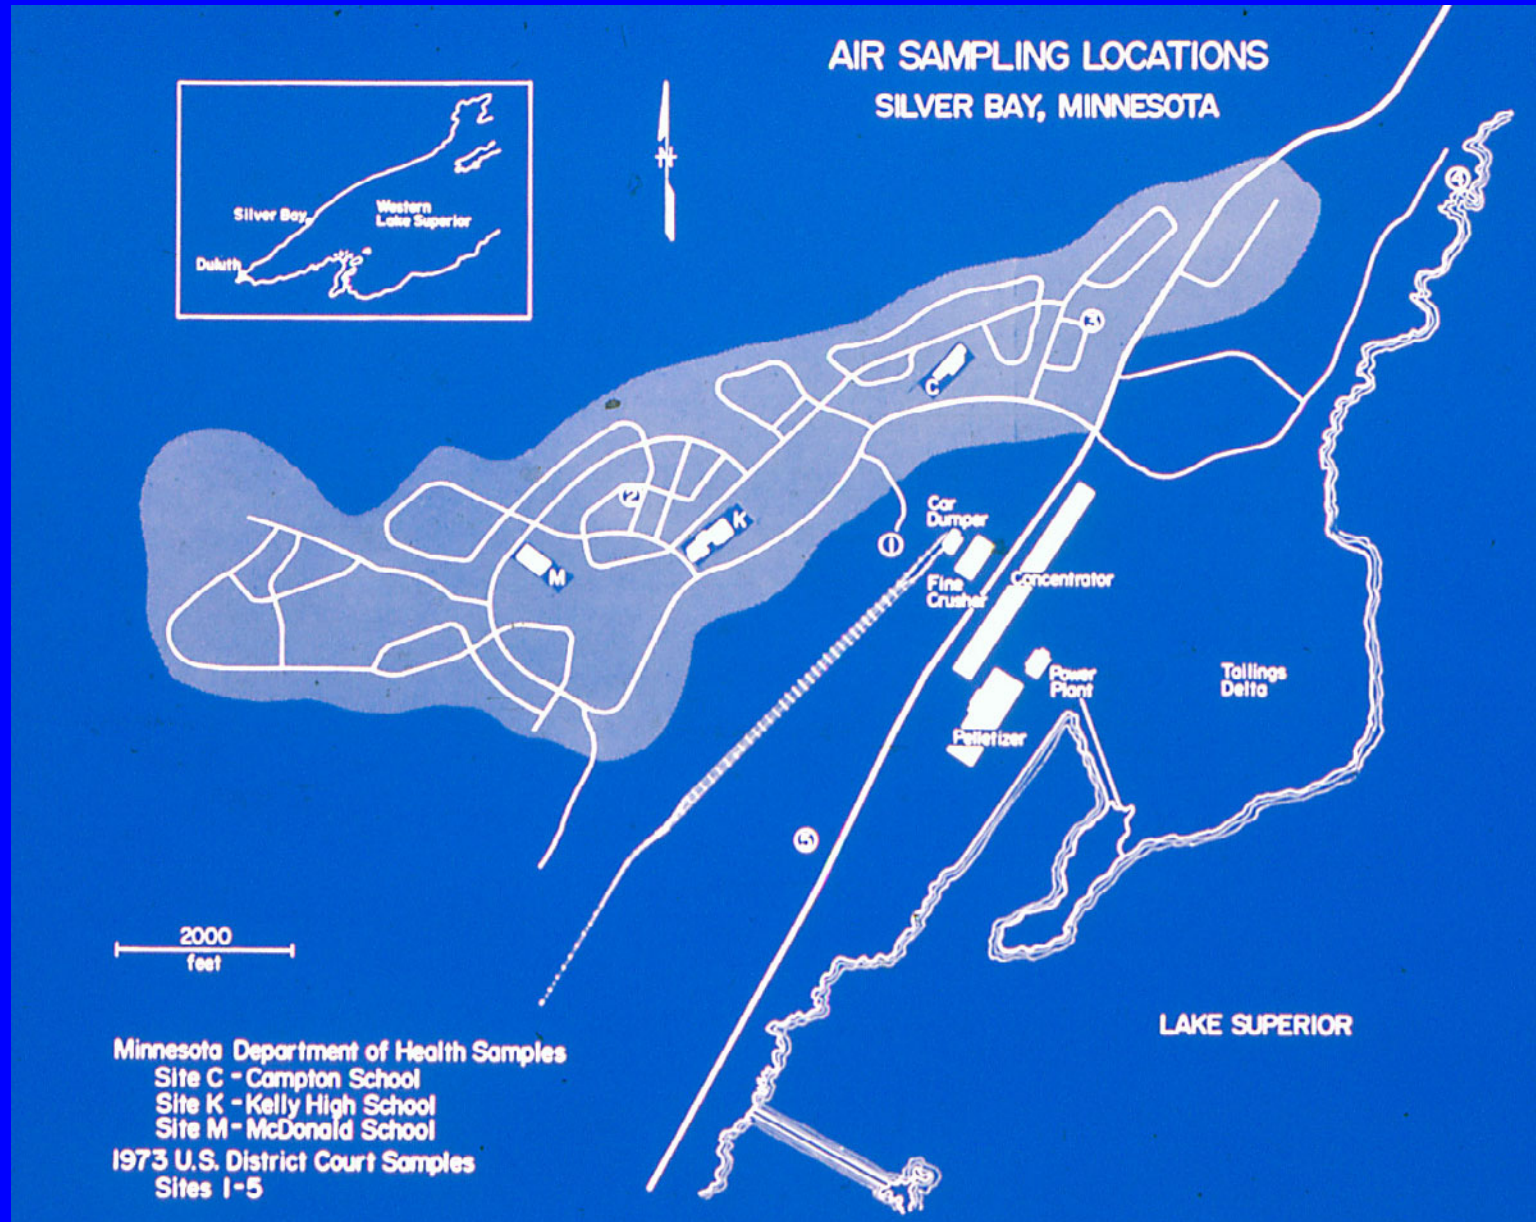 AIR SAMPLING LOCATIONS
SILVER BAY, MINNESOTA
N
Silver Bay
Western
Lake Superior
Duluth
4
3
C
2
K
M
1
Car
Dumper
Fine
Crusher
Concentrator
Power
Plant
Tailings
Delta
Pelletizer
5
2000
feet
LAKE SUPERIOR
Minnesota Department of Health Samples
Site C - Campton School
Site K - Kelly High School
Site M - McDonald School
1973 U.S. District Court Samples
Sites 1-5